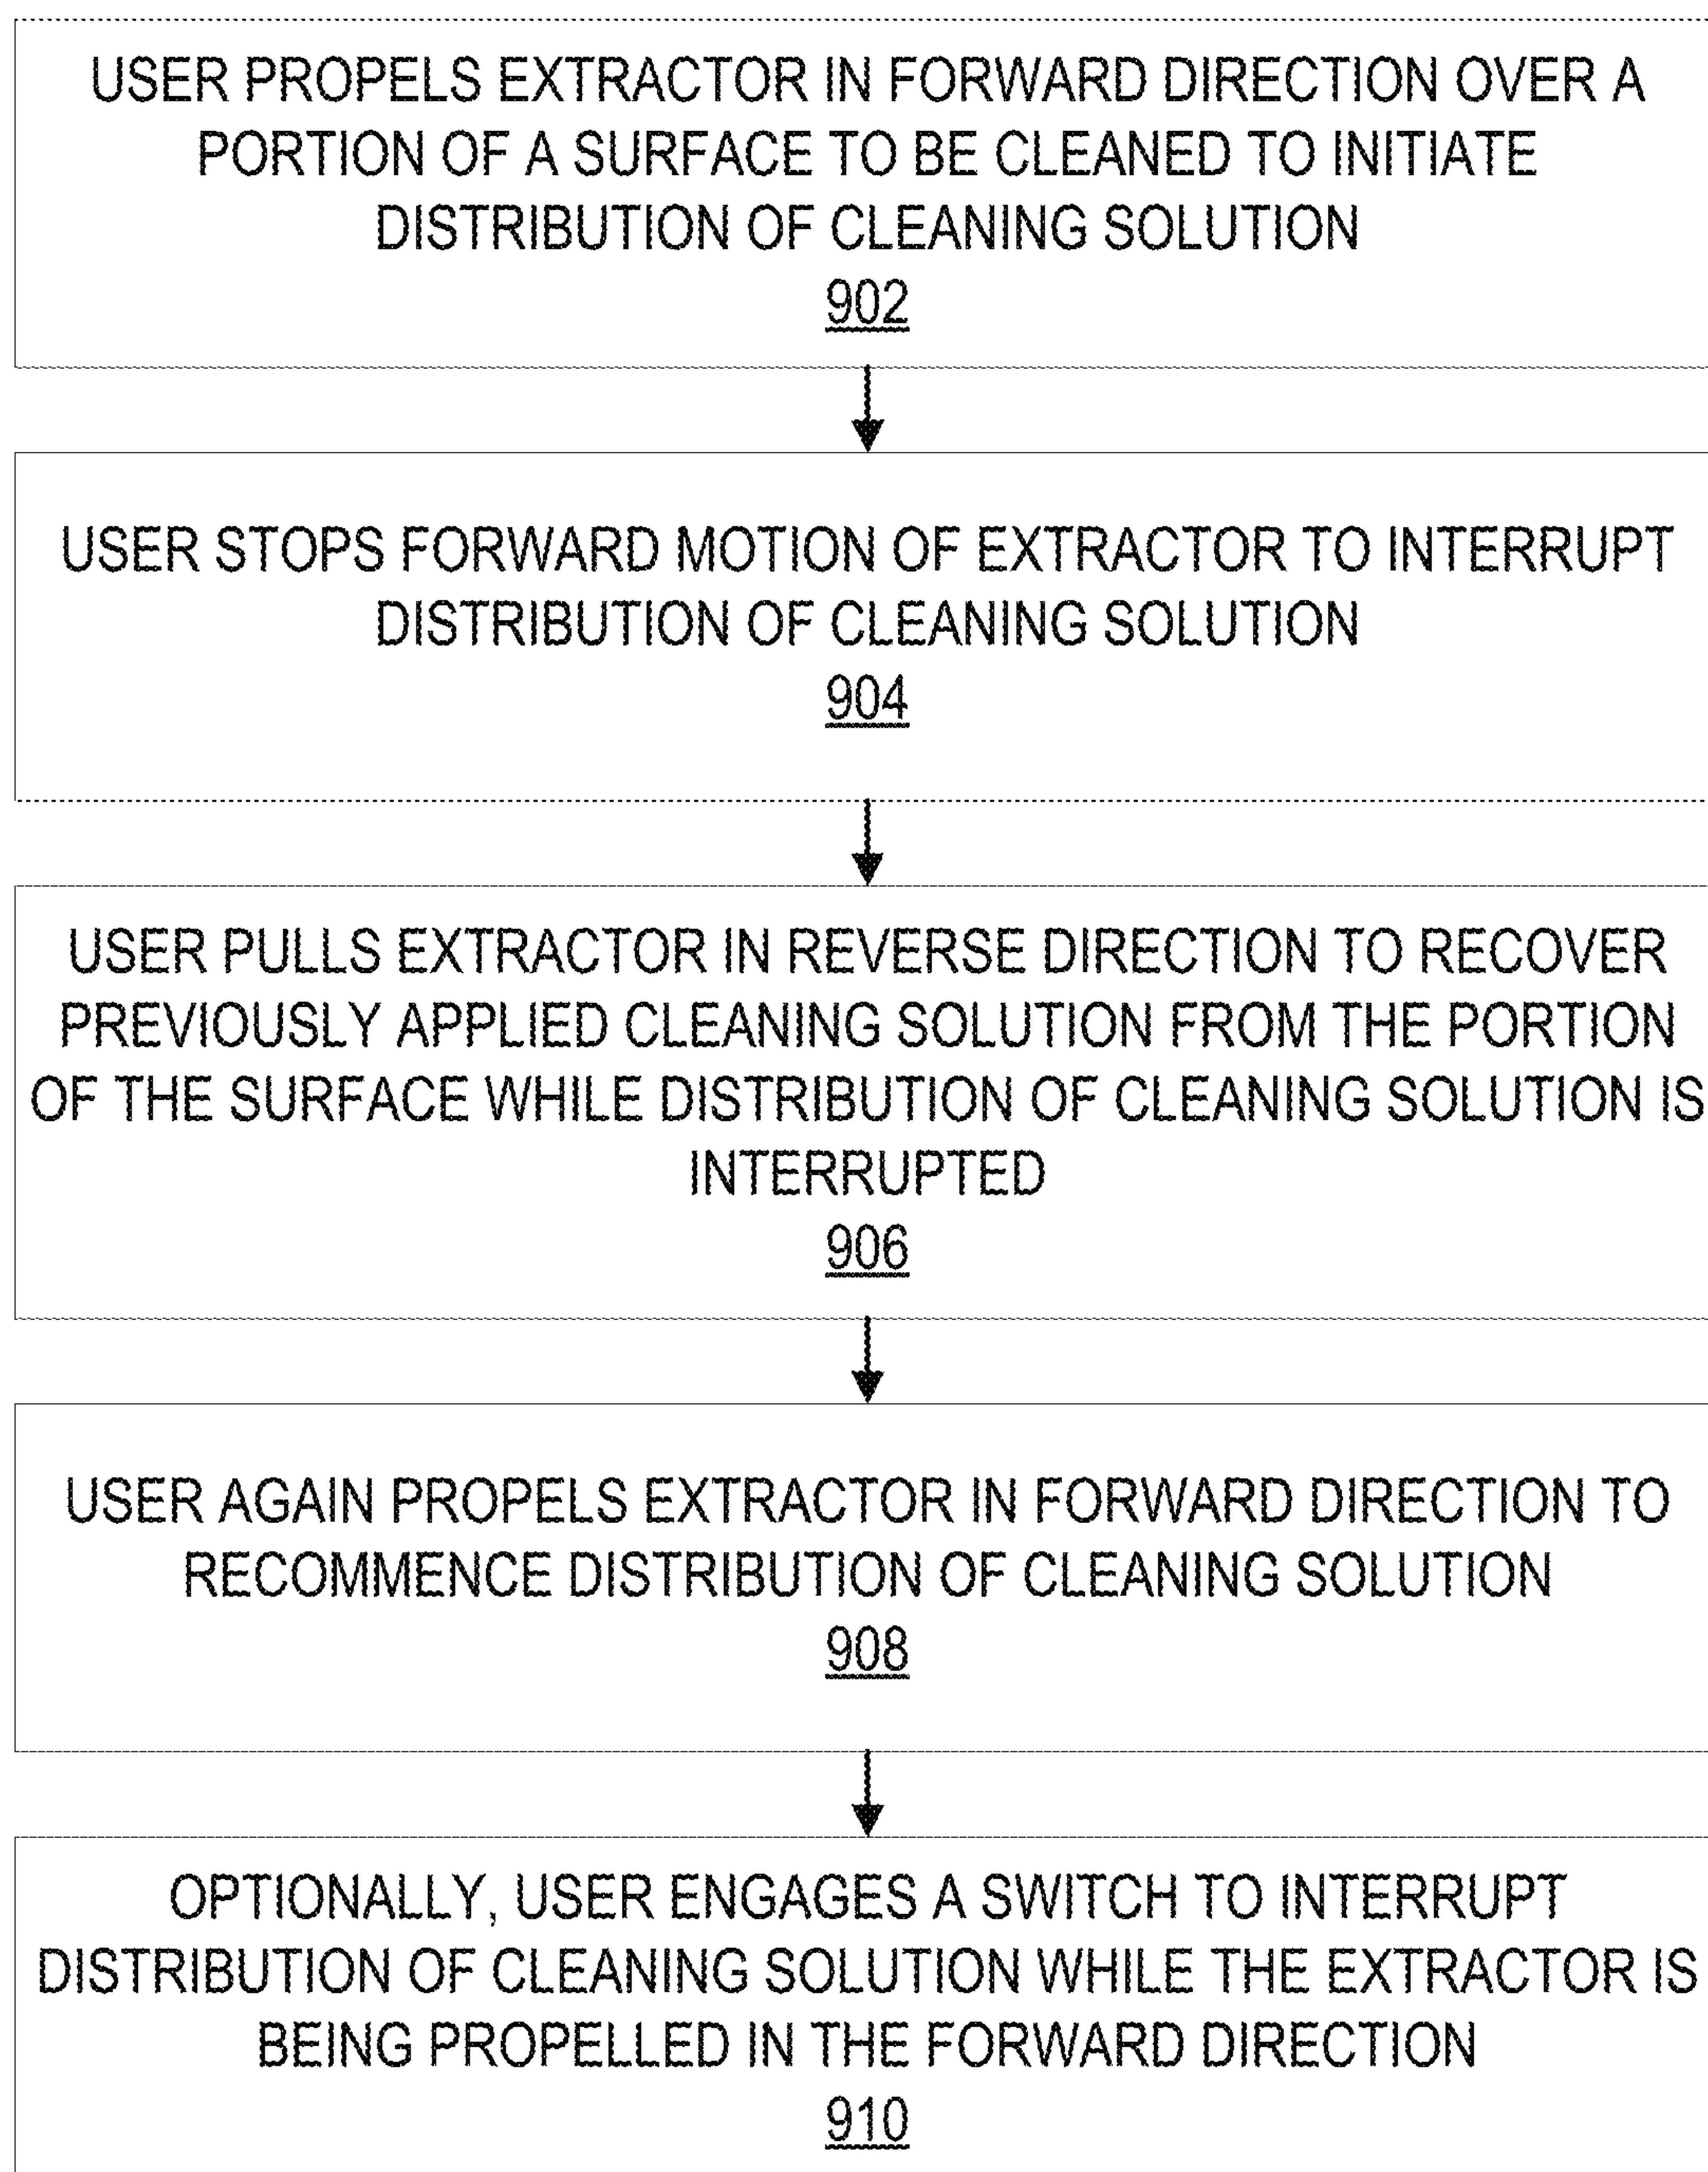 USER PROPELS EXTRACTOR IN FORWARD DIRECTION OVER A
PORTION OF A SURFACE TO BE CLEANED TO INITIATE
DISTRIBUTION OF CLEANING SOLUTION
902
USER STOPS FORWARD MOTION OF EXTRACTOR TO INTERRUPT
DISTRIBUTION OF CLEANING SOLUTION
904
USER PULLS EXTRACTOR IN REVERSE DIRECTION TO RECOVER
PREVIOUSLY APPLIED CLEANING SOLUTION FROM THE PORTION
OF THE SURFACE WHILE DISTRIBUTION OF CLEANING SOLUTION IS
INTERRUPTED
906
USER AGAIN PROPELS EXTRACTOR IN FORWARD DIRECTION TO
RECOMMENCE DISTRIBUTION OF CLEANING SOLUTION
908
OPTIONALLY, USER ENGAGES A SWITCH TO INTERRUPT
DISTRIBUTION OF CLEANING SOLUTION WHILE THE EXTRACTOR IS
BEING PROPELLED IN THE FORWARD DIRECTION
910